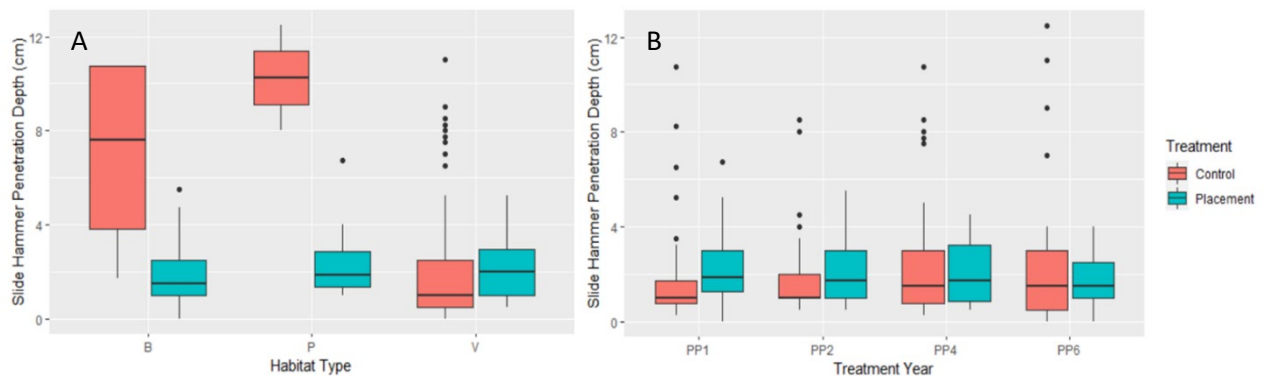 A
Slide Hammer Penetration Depth (cm)
12
8
4
0
B
P
V
Habitat Type
B
Slide Hammer Penetration Depth (cm)
12
8
4
0
PP1
PP2
PP4
PP6
Treatment Year
Treatment
Control
Placement